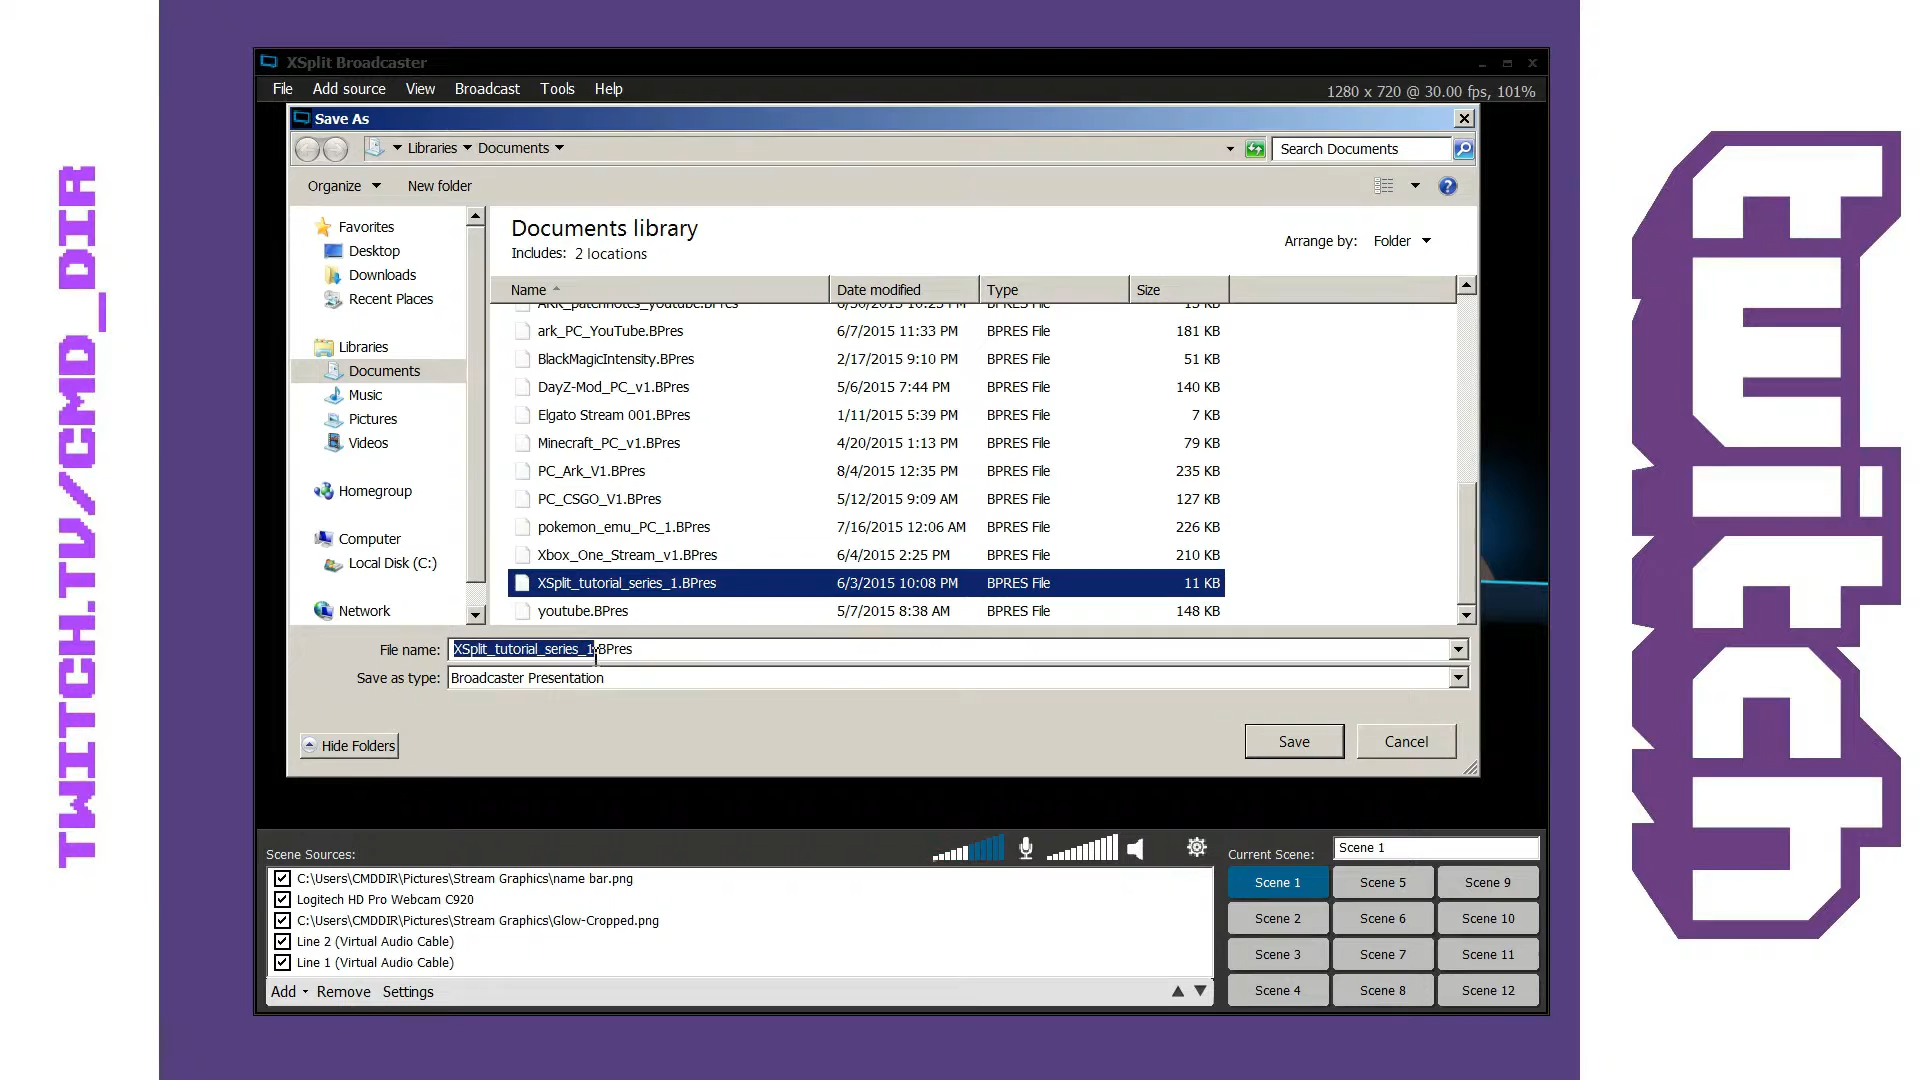 TWITCH.TV/CMD_DIR
XSplit Broadcaster
File Add source View Broadcast Tools Help
1280 x 720 @ 30.00 fps, 101%
Save As
Libraries Documents
Search Documents
Organize New folder
Favorites
Desktop
Downloads
Recent Places
Libraries
Documents
Music
Pictures
Videos
Homegroup
Computer
Local Disk (C:)
Network
Documents library
Includes: 2 locations
Arrange by: Folder
Name Date modified Type Size
ARK_patchnotes_youtube.BPres 6/30/2015 10:23 PM BPRES File 13 KB
ark_PC_YouTube.BPres 6/7/2015 11:33 PM BPRES File 181 KB
BlackMagicIntensity.BPres 2/17/2015 9:10 PM BPRES File 51 KB
DayZ-Mod_PC_v1.BPres 5/6/2015 7:44 PM BPRES File 140 KB
Elgato Stream 001.BPres 1/11/2015 5:39 PM BPRES File 7 KB
Minecraft_PC_v1.BPres 4/20/2015 1:13 PM BPRES File 79 KB
PC_Ark_V1.BPres 8/4/2015 12:35 PM BPRES File 235 KB
PC_CSGO_V1.BPres 5/12/2015 9:09 AM BPRES File 127 KB
pokemon_emu_PC_1.BPres 7/16/2015 12:06 AM BPRES File 226 KB
Xbox_One_Stream_v1.BPres 6/4/2015 2:25 PM BPRES File 210 KB
XSplit_tutorial_series_1.BPres 6/3/2015 10:08 PM BPRES File 11 KB
youtube.BPres 5/7/2015 8:38 AM BPRES File 148 KB
File name: XSplit_tutorial_series_1.BPres
Save as type: Broadcaster Presentation
Hide Folders
Save Cancel
Scene Sources:
C:\Users\CMDDIR\Pictures\Stream Graphics\name bar.png
Logitech HD Pro Webcam C920
C:\Users\CMDDIR\Pictures\Stream Graphics\Glow-Cropped.png
Line 2 (Virtual Audio Cable)
Line 1 (Virtual Audio Cable)
Add Remove Settings
Current Scene: Scene 1
Scene 1 Scene 5 Scene 9
Scene 2 Scene 6 Scene 10
Scene 3 Scene 7 Scene 11
Scene 4 Scene 8 Scene 12
twitch